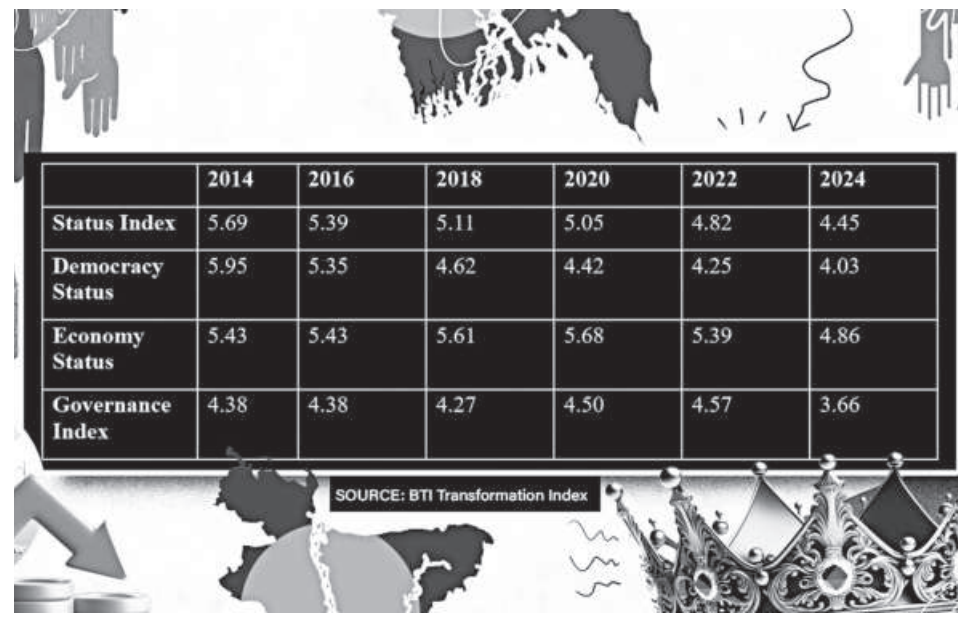 2014 2016 2018 2020 2022 2024
Status Index 5.69 5.39 5.11 5.05 4.82 4.45
Democracy Status 5.95 5.35 4.62 4.42 4.25 4.03
Economy Status 5.43 5.43 5.61 5.68 5.39 4.86
Governance Index 4.38 4.38 4.27 4.50 4.57 3.66
SOURCE: BTI Transformation Index